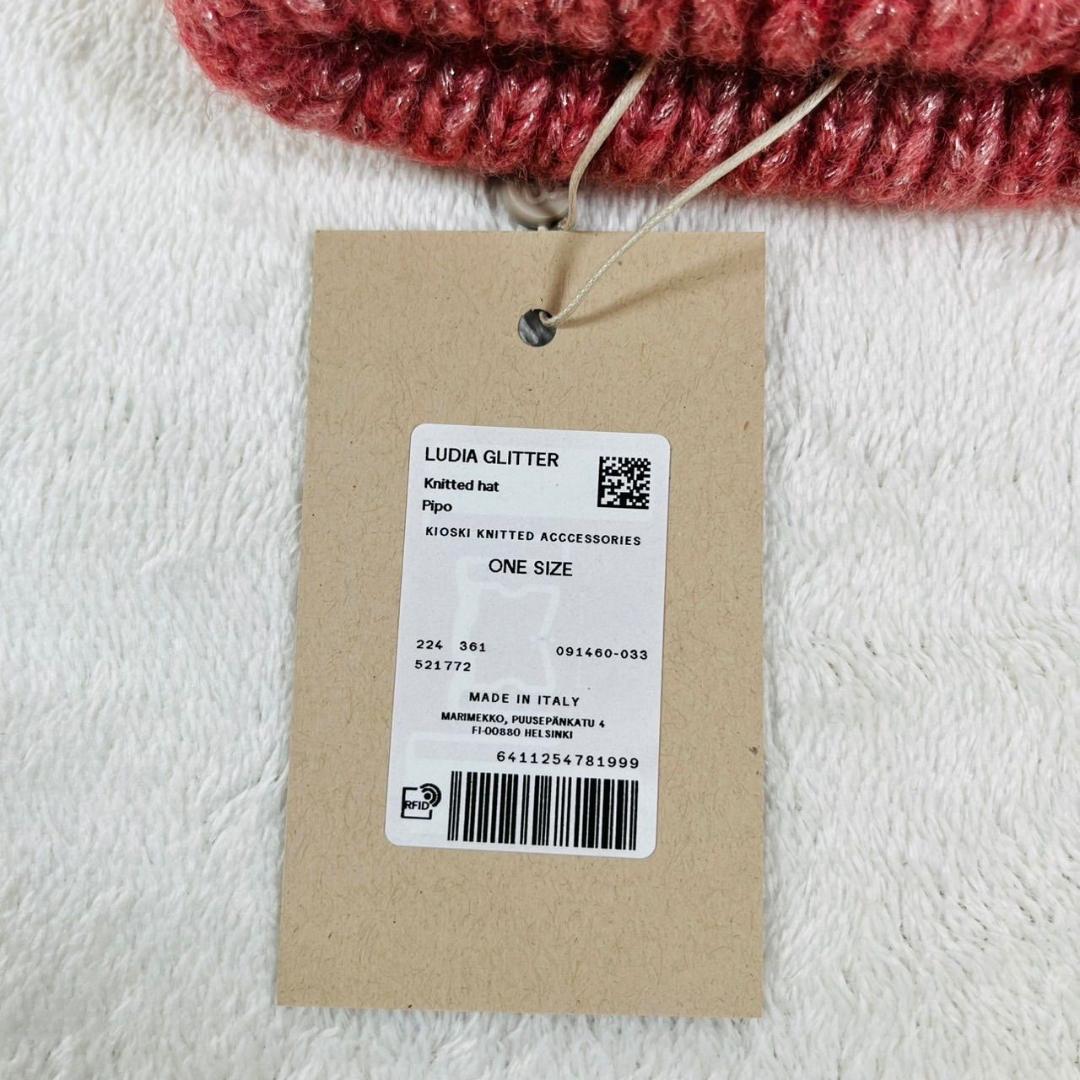 LUDIA GLITTER
Knitted hat
Pipo
KIOSKI KNITTED ACCCESSORIES
ONE SIZE
224 361 091460-033
521772
MADE IN ITALY
MARIMEKKO, PUUSEPÄNKATU 4
FI-00880 HELSINKI
6411254781999
RFID